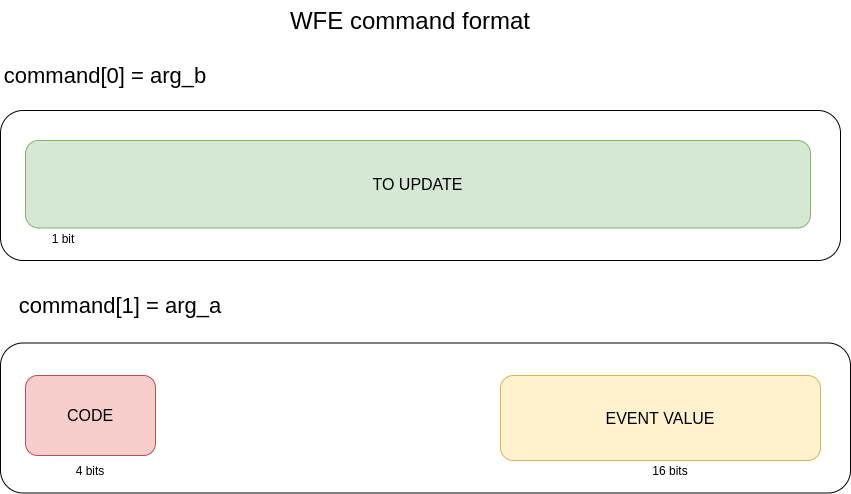 WFE command format
command[0] = arg_b
TO UPDATE
1 bit
command[1] = arg_a
CODE
EVENT VALUE
4 bits
16 bits